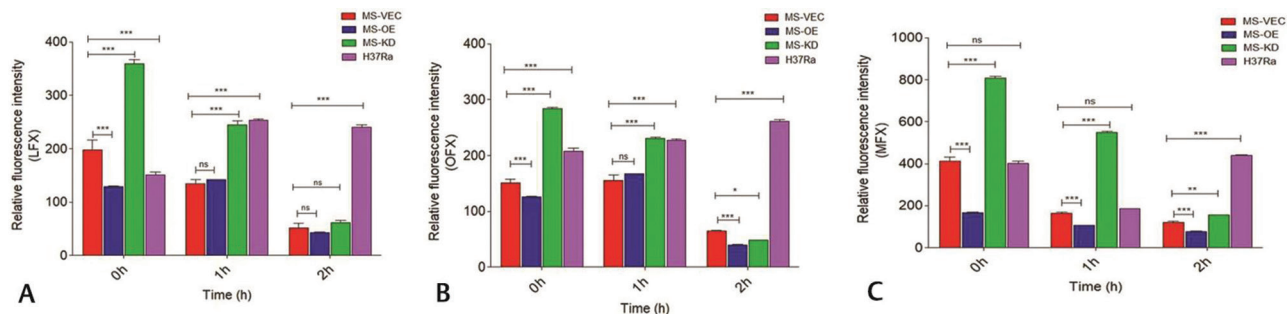 MS-VEC
MS-OE
MS-KD
H37Ra
Relative fluorescence intensity
(LFX)
400
300
200
100
0
***
***
***
***
***
ns
***
ns
ns
0h
1h
2h
Time (h)
A
MS-VEC
MS-OE
MS-KD
H37Ra
Relative fluorescence intensity
(OFX)
400
300
200
100
0
***
***
***
***
***
ns
***
*
***
0h
1h
2h
Time (h)
B
MS-VEC
MS-OE
MS-KD
H37Ra
Relative fluorescence intensity
(MFX)
1000
800
600
400
200
0
ns
***
***
ns
***
***
***
**
***
0h
1h
2h
Time (h)
C